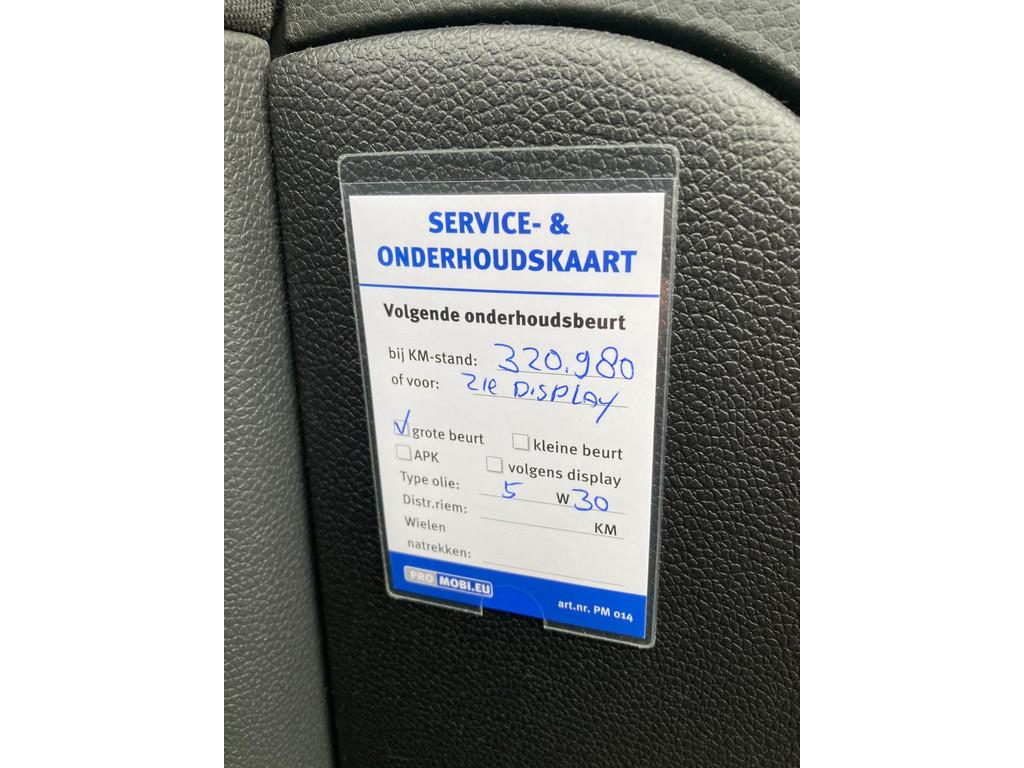 SERVICE- &
ONDERHOUDSKAART
Volgende onderhoudsbeurt
bij KM-stand: 320.980
of voor: ZIE DISPLAY
grote beurt kleine beurt
APK volgens display
Type olie: 5 W 30
Distr.riem: KM
Wielen
natrekken:
PRO MOBI.EU art.nr. PM 014